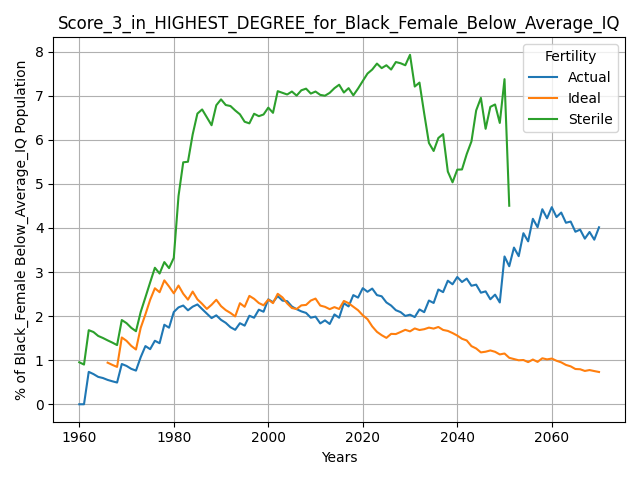 Score_3_in_HIGHEST_DEGREE_for_Black_Female_Below_Average_IQ
% of Black_Female Below_Average_IQ Population
8
7
6
5
4
3
2
1
0
Fertility
Actual
Ideal
Sterile
1960
1980
2000
2020
2040
2060
Years